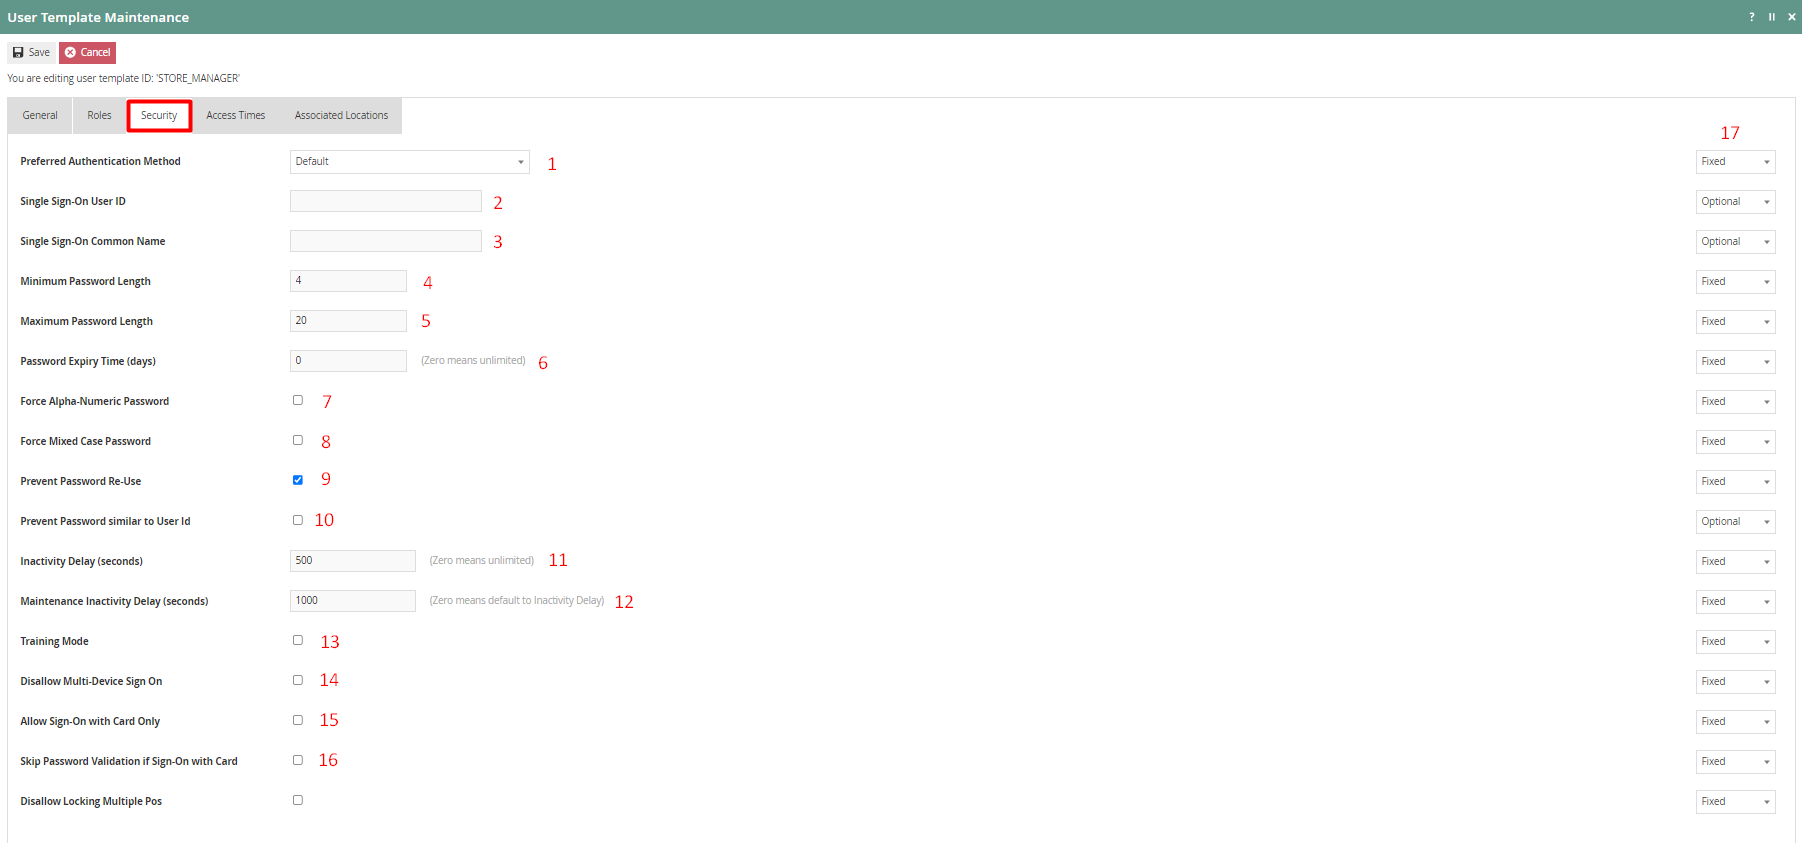 User Template Maintenance ? II ×
Save Cancel
You are editing user template ID: 'STORE_MANAGER'
General Roles Security Access Times Associated Locations
17
Preferred Authentication Method Default 1 Fixed
Single Sign-On User ID 2 Optional
Single Sign-On Common Name 3 Optional
Minimum Password Length 4 4 Fixed
Maximum Password Length 20 5 Fixed
Password Expiry Time (days) 0 (Zero means unlimited) 6 Fixed
Force Alpha-Numeric Password 7 Fixed
Force Mixed Case Password 8 Fixed
Prevent Password Re-Use 9 Fixed
Prevent Password similar to User Id 10 Optional
Inactivity Delay (seconds) 500 (Zero means unlimited) 11 Fixed
Maintenance Inactivity Delay (seconds) 1000 (Zero means default to Inactivity Delay) 12 Fixed
Training Mode 13 Fixed
Disallow Multi-Device Sign On 14 Fixed
Allow Sign-On with Card Only 15 Fixed
Skip Password Validation if Sign-On with Card 16 Fixed
Disallow Locking Multiple Pos Fixed